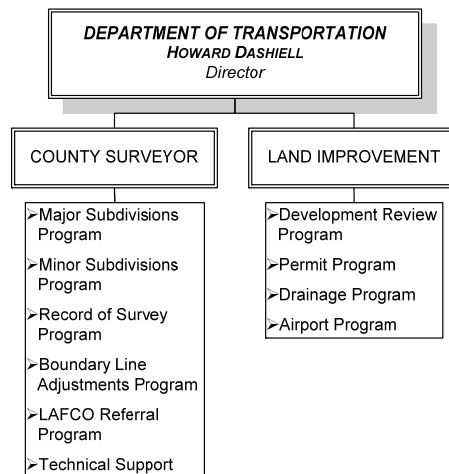 DEPARTMENT OF TRANSPORTATION
HOWARD DASHIELL
Director
COUNTY SURVEYOR
➢Major Subdivisions
Program
➢Minor Subdivisions
Program
➢Record of Survey
Program
➢Boundary Line
Adjustments Program
➢LAFCO Referral
Program
➢Technical Support
LAND IMPROVEMENT
➢Development Review
Program
➢Permit Program
➢Drainage Program
➢Airport Program